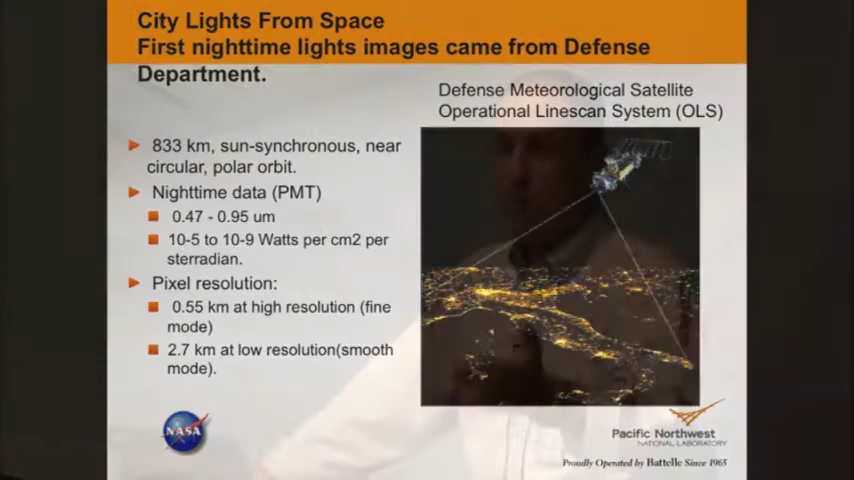 City Lights From Space
First nighttime lights images came from Defense
Department.
Defense Meteorological Satellite
Operational Linescan System (OLS)
833 km, sun-synchronous, near
circular, polar orbit.
Nighttime data (PMT)
0.47 - 0.95 um
10-5 to 10-9 Watts per cm2 per
sterradian.
Pixel resolution:
0.55 km at high resolution (fine
mode)
2.7 km at low resolution(smooth
mode).
NASA
Pacific Northwest
NATIONAL LABORATORY
Proudly Operated by Battelle Since 1965